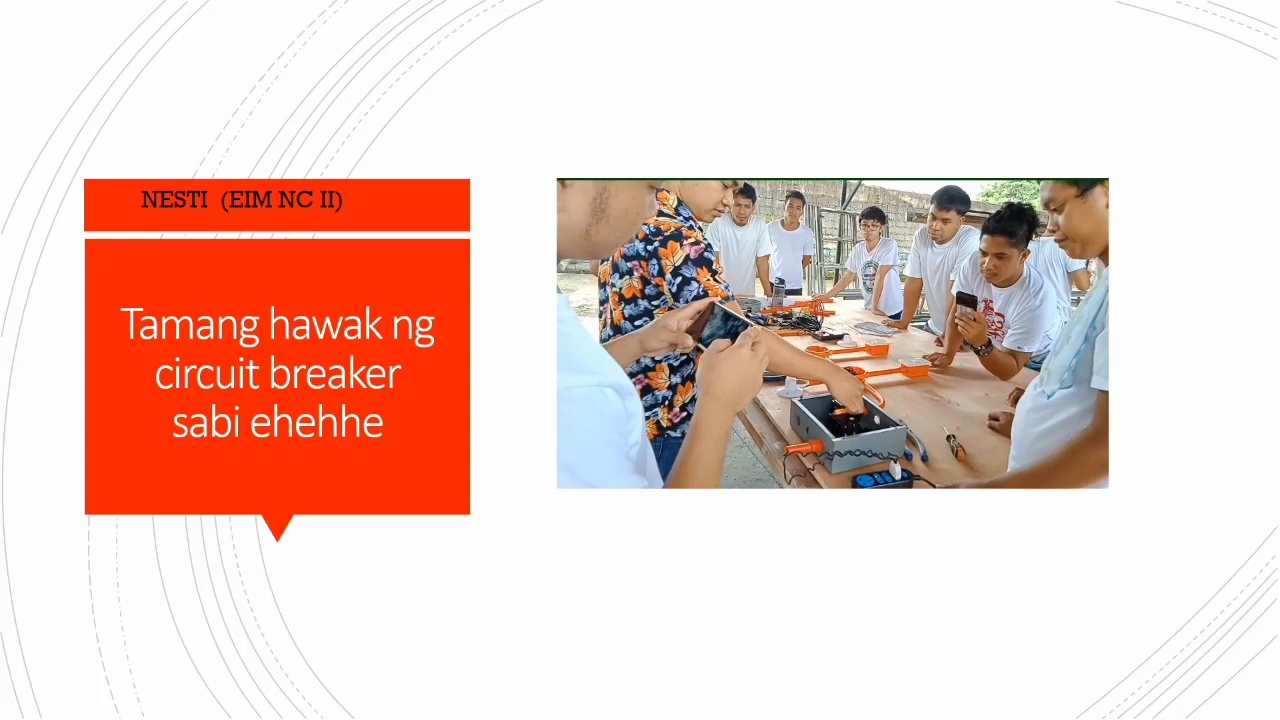 NESTI (EIM NC II)
Tamang hawak ng
circuit breaker
sabi ehehhe